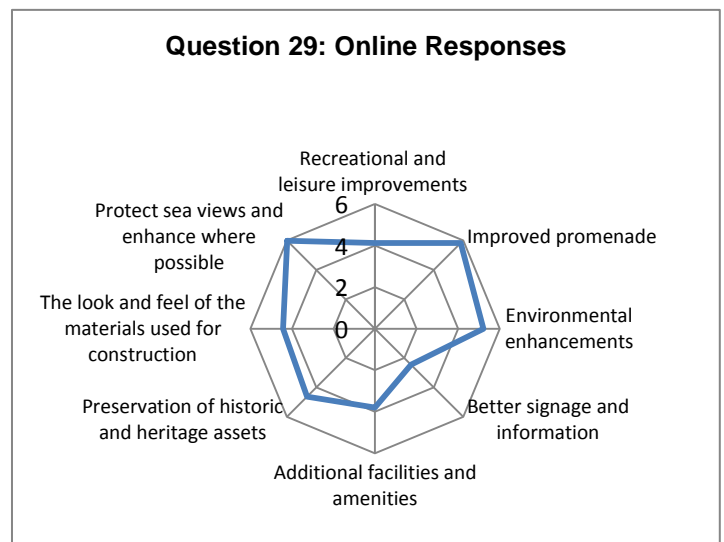 Question 29: Online Responses
Recreational and
leisure improvements
Improved promenade
Environmental
enhancements
Better signage and
information
Additional facilities and
amenities
Preservation of historic
and heritage assets
The look and feel of the
materials used for
construction
Protect sea views and
enhance where
possible
6
4
2
0